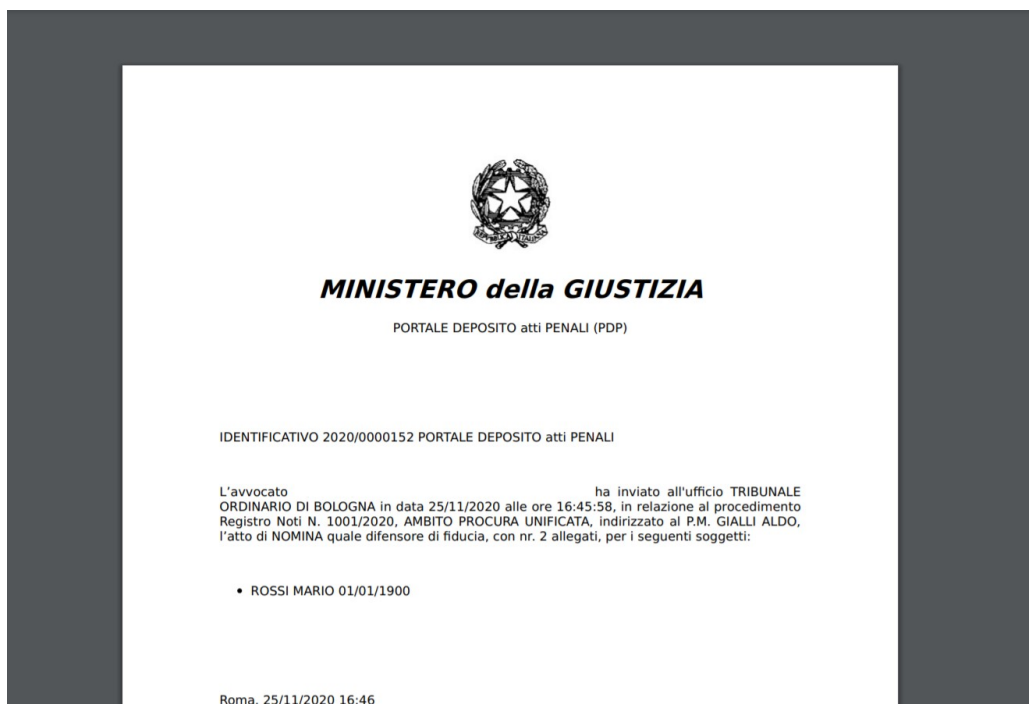 REPVBBLICA ITALIANA
MINISTERO della GIUSTIZIA
PORTALE DEPOSITO atti PENALI (PDP)
IDENTIFICATIVO 2020/0000152 PORTALE DEPOSITO atti PENALI
L'avvocato ha inviato all'ufficio TRIBUNALE
ORDINARIO DI BOLOGNA in data 25/11/2020 alle ore 16:45:58, in relazione al procedimento
Registro Noti N. 1001/2020, AMBITO PROCURA UNIFICATA, indirizzato al P.M. GIALLI ALDO,
l'atto di NOMINA quale difensore di fiducia, con nr. 2 allegati, per i seguenti soggetti:
• ROSSI MARIO 01/01/1900
Roma, 25/11/2020 16:46